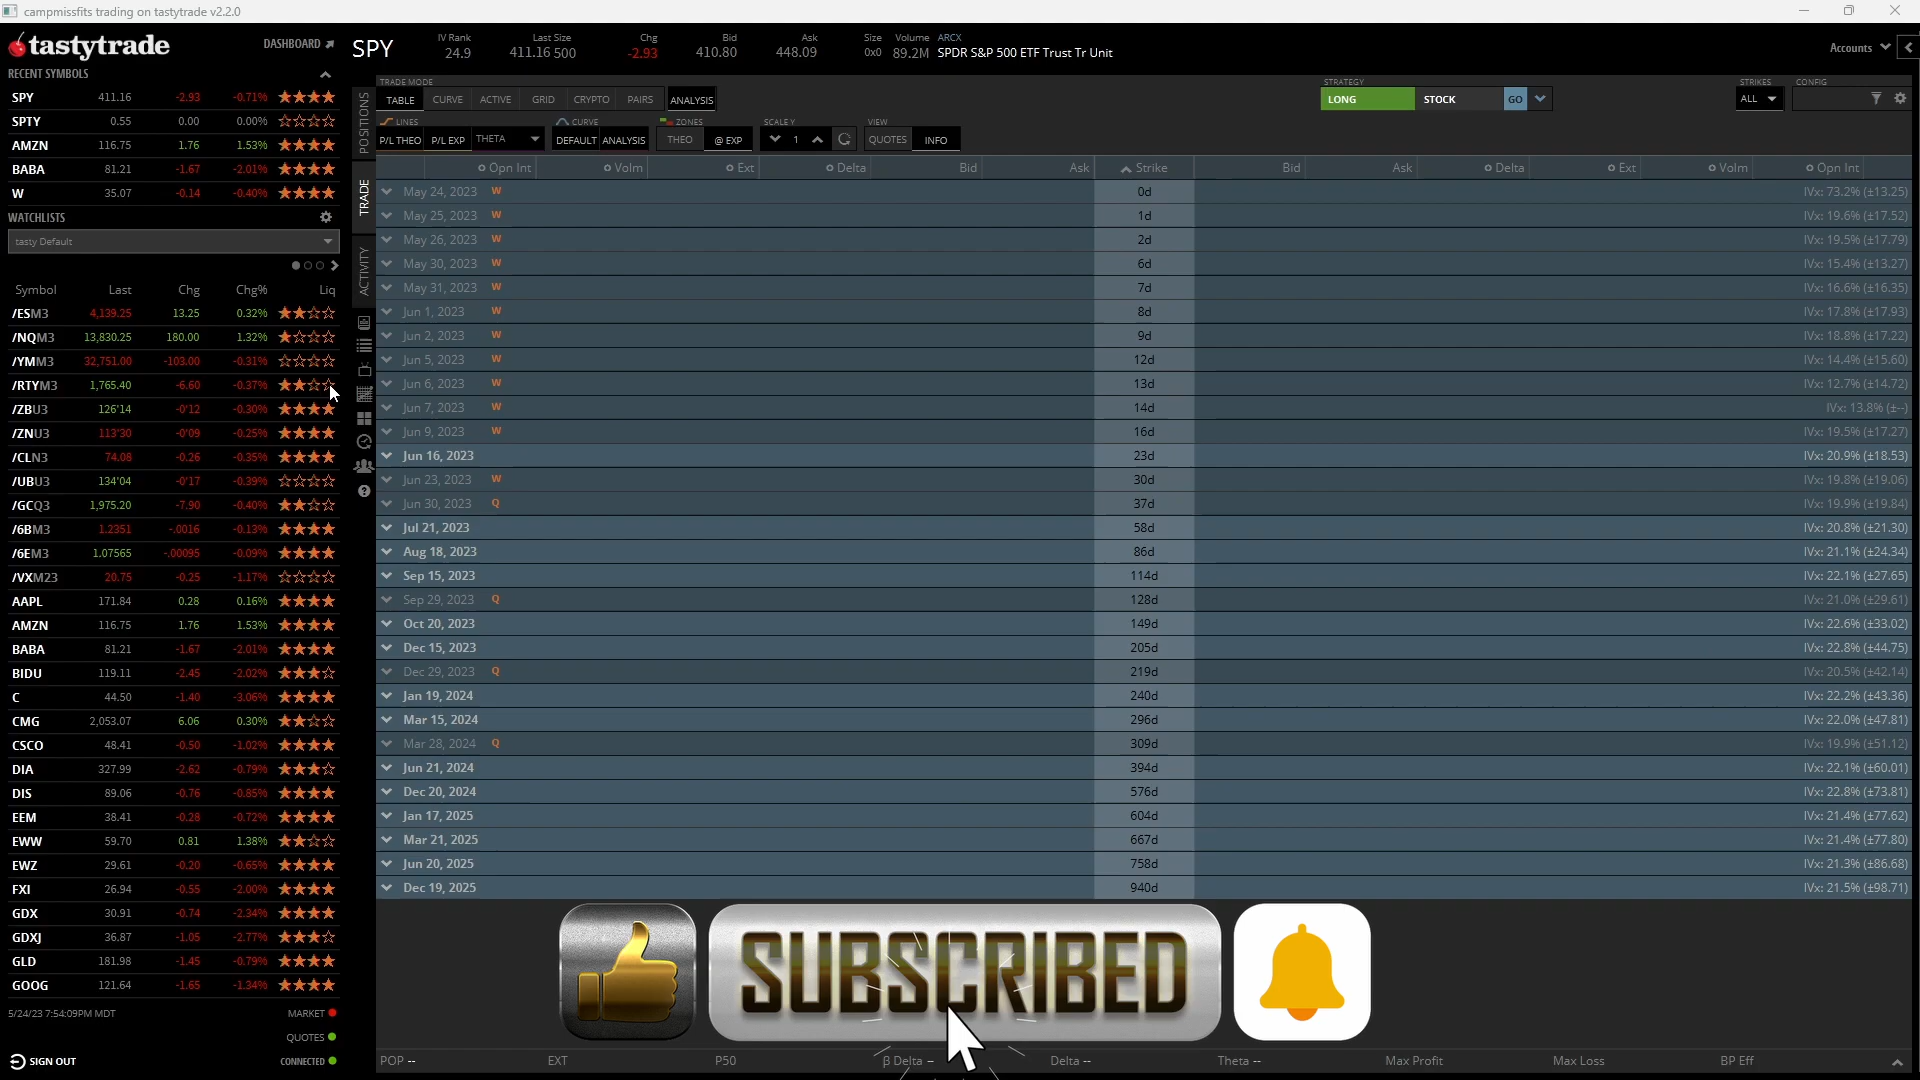 campmissfits trading on tastytrade v2.2.0
tastytrade DASHBOARD
RECENT SYMBOLS
SPY 411.16 -2.93 -0.71%
SPTY 0.55 0.00 0.00%
AMZN 116.75 1.76 1.53%
BABA 81.21 -1.67 -2.01%
W 35.07 -0.14 -0.40%
WATCHLISTS
tasty Default
Symbol Last Chg Chg% Liq
/ESM3 4,139.25 13.25 0.32%
/NQM3 13,830.25 180.00 1.32%
/YMM3 32,751.00 -103.00 -0.31%
/RTYM3 1,765.40 -6.60 -0.37%
/ZBU3 126'14 -0'12 -0.30%
/ZNU3 113'30 -0'09 -0.25%
/CLN3 74.08 -0.26 -0.35%
/UBU3 134'04 -0'17 -0.39%
/GCQ3 1,975.20 -7.90 -0.40%
/6BM3 1.2351 -.0016 -0.13%
/6EM3 1.07565 -.00095 -0.09%
/VXM23 20.75 -0.25 -1.17%
AAPL 171.84 0.28 0.16%
AMZN 116.75 1.76 1.53%
BABA 81.21 -1.67 -2.01%
BIDU 119.11 -2.45 -2.02%
C 44.50 -1.40 -3.06%
CMG 2,053.07 6.06 0.30%
CSCO 48.41 -0.50 -1.02%
DIA 327.99 -2.62 -0.79%
DIS 89.06 -0.76 -0.85%
EEM 38.41 -0.28 -0.72%
EWW 59.70 0.81 1.38%
EWZ 29.61 -0.20 -0.65%
FXI 26.94 -0.55 -2.00%
GDX 30.91 -0.74 -2.34%
GDXJ 36.87 -1.05 -2.77%
GLD 181.98 -1.45 -0.79%
GOOG 121.64 -1.65 -1.34%
5/24/23 7:54:09PM MDT MARKET
QUOTES
SIGN OUT CONNECTED
POSITIONS
TRADE
ACTIVITY
SPY
IV Rank Last Size Chg Bid Ask Size Volume ARCX
24.9 411.16 500 -2.93 410.80 448.09 0x0 89.2M SPDR S&P 500 ETF Trust Tr Unit
Accounts
TRADE MODE STRATEGY STRIKES CONFIG
TABLE CURVE ACTIVE GRID CRYPTO PAIRS ANALYSIS LONG STOCK GO ALL
LINES CURVE ZONES SCALE Y VIEW
P/L THEO P/L EXP THETA DEFAULT ANALYSIS THEO @ EXP 1 QUOTES INFO
Opn Int Volm Ext Delta Bid Ask Strike Bid Ask Delta Ext Volm Opn Int
May 24, 2023 W 0d IVx: 73.2% (±13.25)
May 25, 2023 W 1d IVx: 19.6% (±17.52)
May 26, 2023 W 2d IVx: 19.5% (±17.79)
May 30, 2023 W 6d IVx: 15.4% (±13.27)
May 31, 2023 W 7d IVx: 16.6% (±16.35)
Jun 1, 2023 W 8d IVx: 17.8% (±17.93)
Jun 2, 2023 W 9d IVx: 18.8% (±17.22)
Jun 5, 2023 W 12d IVx: 14.4% (±15.60)
Jun 6, 2023 W 13d IVx: 12.7% (±14.72)
Jun 7, 2023 W 14d IVx: 13.8% (±--)
Jun 9, 2023 W 16d IVx: 19.5% (±17.27)
Jun 16, 2023 23d IVx: 20.9% (±18.53)
Jun 23, 2023 W 30d IVx: 19.8% (±19.06)
Jun 30, 2023 Q 37d IVx: 19.9% (±19.84)
Jul 21, 2023 58d IVx: 20.8% (±21.30)
Aug 18, 2023 86d IVx: 21.1% (±24.34)
Sep 15, 2023 114d IVx: 22.1% (±27.65)
Sep 29, 2023 Q 128d IVx: 21.0% (±29.61)
Oct 20, 2023 149d IVx: 22.6% (±33.02)
Dec 15, 2023 205d IVx: 22.8% (±44.75)
Dec 29, 2023 Q 219d IVx: 20.5% (±42.14)
Jan 19, 2024 240d IVx: 22.2% (±43.36)
Mar 15, 2024 296d IVx: 22.0% (±47.81)
Mar 28, 2024 Q 309d IVx: 19.9% (±51.12)
Jun 21, 2024 394d IVx: 22.1% (±60.01)
Dec 20, 2024 576d IVx: 22.8% (±73.81)
Jan 17, 2025 604d IVx: 21.4% (±77.62)
Mar 21, 2025 667d IVx: 21.4% (±77.80)
Jun 20, 2025 758d IVx: 21.3% (±86.68)
Dec 19, 2025 940d IVx: 21.5% (±98.71)
SUBSCRIBED
POP -- EXT P50 β Delta -- Delta -- Theta -- Max Profit Max Loss BP Eff